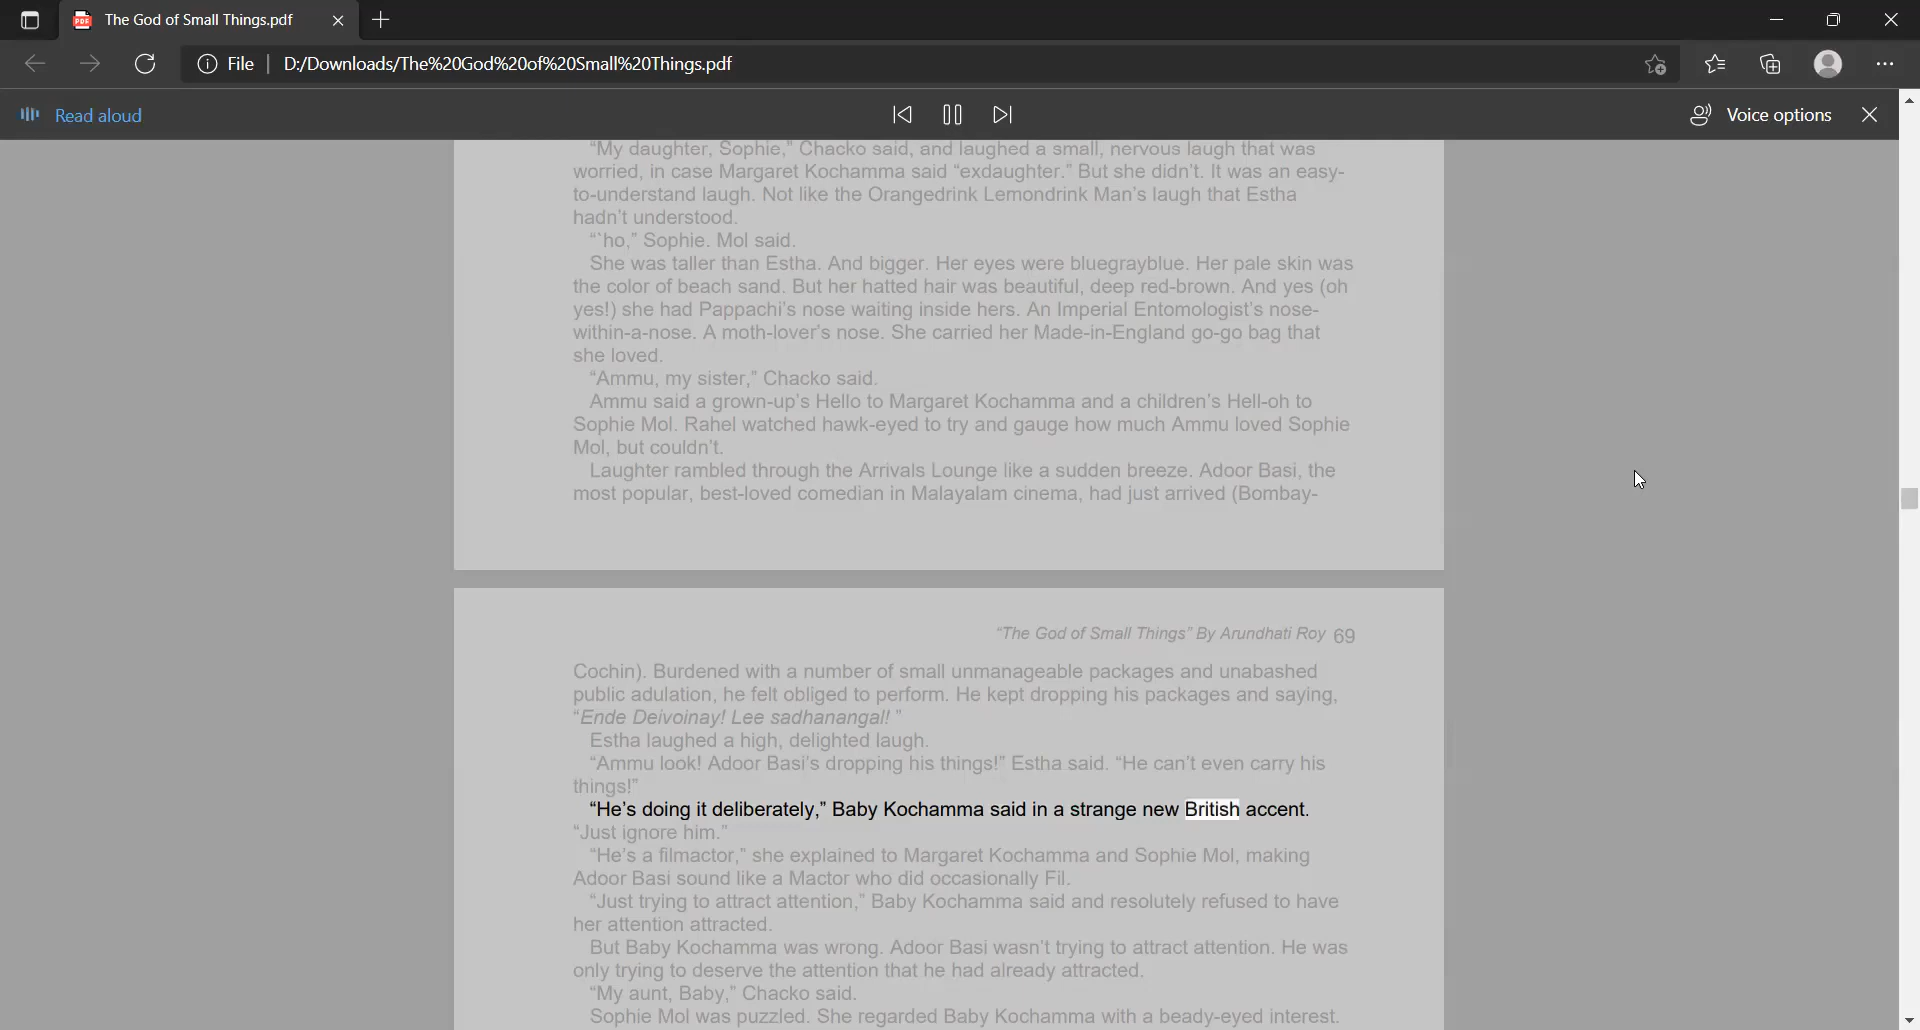 The God of Small Things.pdf
File | D:/Downloads/The%20God%20of%20Small%20Things.pdf
Read aloud
Voice options
“My daughter, Sophie,” Chacko said, and laughed a small, nervous laugh that was
worried, in case Margaret Kochamma said “exdaughter.” But she didn’t. It was an easy-
to-understand laugh. Not like the Orangedrink Lemondrink Man’s laugh that Estha
hadn’t understood.
“`ho,” Sophie. Mol said.
She was taller than Estha. And bigger. Her eyes were bluegrayblue. Her pale skin was
the color of beach sand. But her hatted hair was beautiful, deep red-brown. And yes (oh
yes!) she had Pappachi’s nose waiting inside hers. An Imperial Entomologist’s nose-
within-a-nose. A moth-lover’s nose. She carried her Made-in-England go-go bag that
she loved.
“Ammu, my sister,” Chacko said.
Ammu said a grown-up’s Hello to Margaret Kochamma and a children’s Hell-oh to
Sophie Mol. Rahel watched hawk-eyed to try and gauge how much Ammu loved Sophie
Mol, but couldn’t.
Laughter rambled through the Arrivals Lounge like a sudden breeze. Adoor Basi, the
most popular, best-loved comedian in Malayalam cinema, had just arrived (Bombay-
“The God of Small Things” By Arundhati Roy 69
Cochin). Burdened with a number of small unmanageable packages and unabashed
public adulation, he felt obliged to perform. He kept dropping his packages and saying,
“Ende Deivoinay! Lee sadhanangal! ”
Estha laughed a high, delighted laugh.
“Ammu look! Adoor Basi’s dropping his things!” Estha said. “He can’t even carry his
things!”
“He’s doing it deliberately,” Baby Kochamma said in a strange new British accent.
“Just ignore him.”
“He’s a filmactor,” she explained to Margaret Kochamma and Sophie Mol, making
Adoor Basi sound like a Mactor who did occasionally Fil.
“Just trying to attract attention,” Baby Kochamma said and resolutely refused to have
her attention attracted.
But Baby Kochamma was wrong. Adoor Basi wasn’t trying to attract attention. He was
only trying to deserve the attention that he had already attracted.
“My aunt, Baby,” Chacko said.
Sophie Mol was puzzled. She regarded Baby Kochamma with a beady-eyed interest.